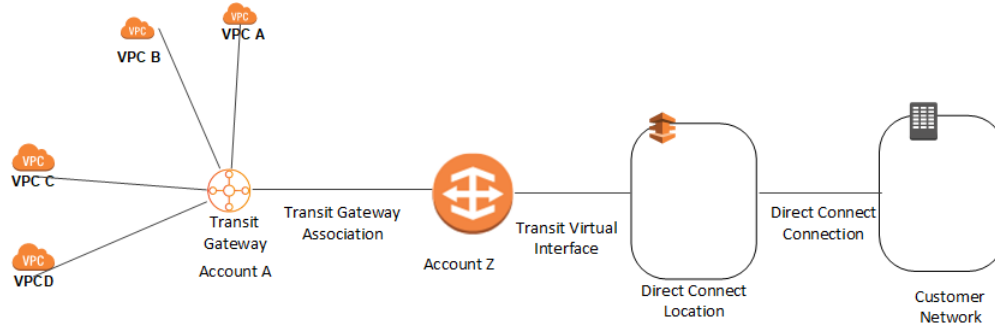 VPC
VPC A
VPC
VPC B
VPC
VPC C
VPC
VPCD
Transit
Gateway
Account A
Transit Gateway
Association
Account Z
Transit Virtual
Interface
Direct Connect
Location
Direct Connect
Connection
Customer
Network